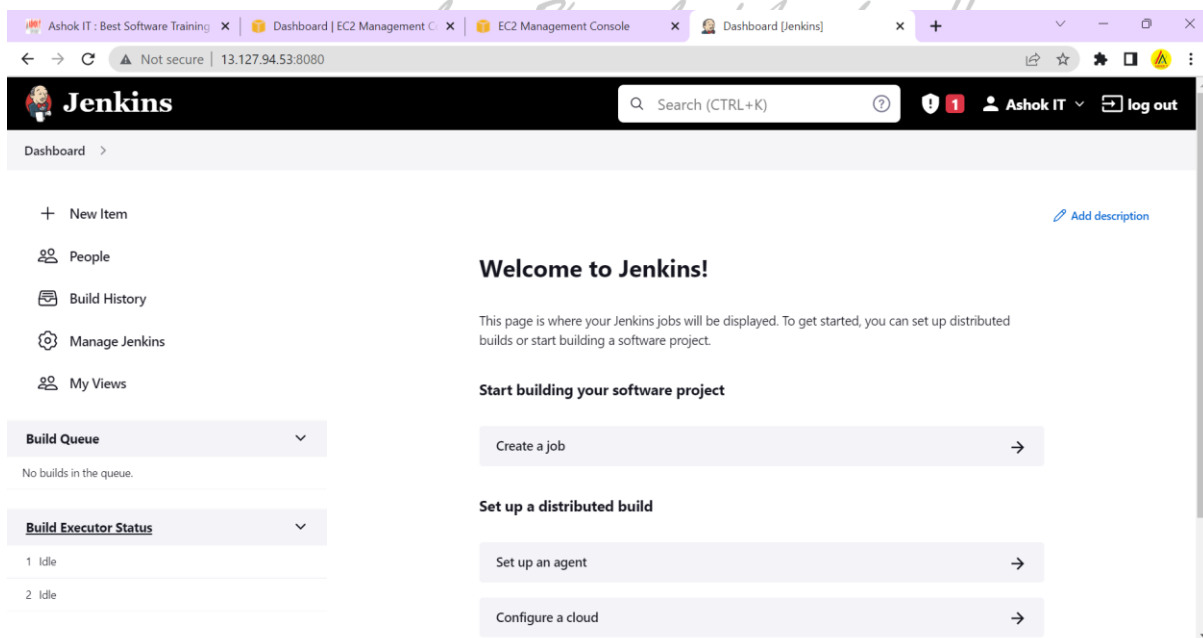 Ashok IT : Best Software Training
Dashboard | EC2 Management C
EC2 Management Console
Dashboard [Jenkins]
Not secure | 13.127.94.53:8080
Jenkins
Search (CTRL+K)
1
Ashok IT
log out
Dashboard
New Item
Add description
People
Build History
Manage Jenkins
My Views
Welcome to Jenkins!
This page is where your Jenkins jobs will be displayed. To get started, you can set up distributed
builds or start building a software project.
Start building your software project
Create a job
Build Queue
No builds in the queue.
Set up a distributed build
Build Executor Status
1 Idle
2 Idle
Set up an agent
Configure a cloud